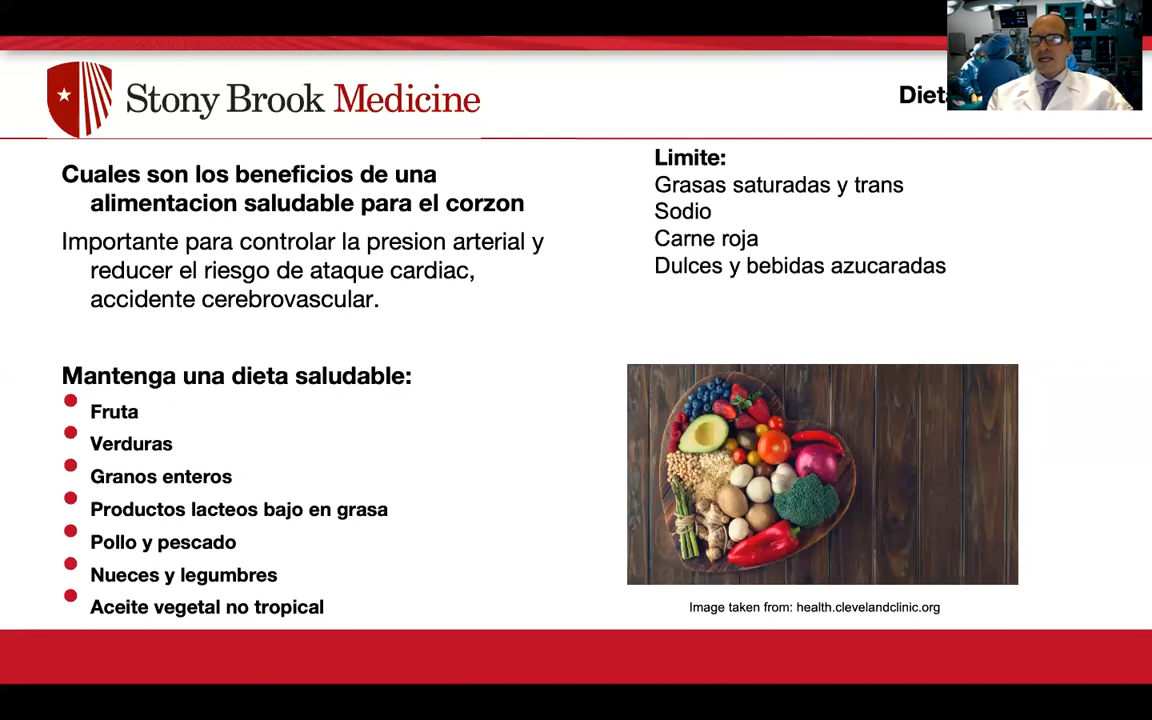 Stony Brook Medicine
Cuales son los beneficios de una
alimentacion saludable para el corzon
Importante para controlar la presion arterial y
reducer el riesgo de ataque cardiac,
accidente cerebrovascular.
Mantenga una dieta saludable:
Fruta
Verduras
Granos enteros
Productos lacteos bajo en grasa
Pollo y pescado
Nueces y legumbres
Aceite vegetal no tropical
Limite:
Grasas saturadas y trans
Sodio
Carne roja
Dulces y bebidas azucaradas
Image taken from: health.clevelandclinic.org